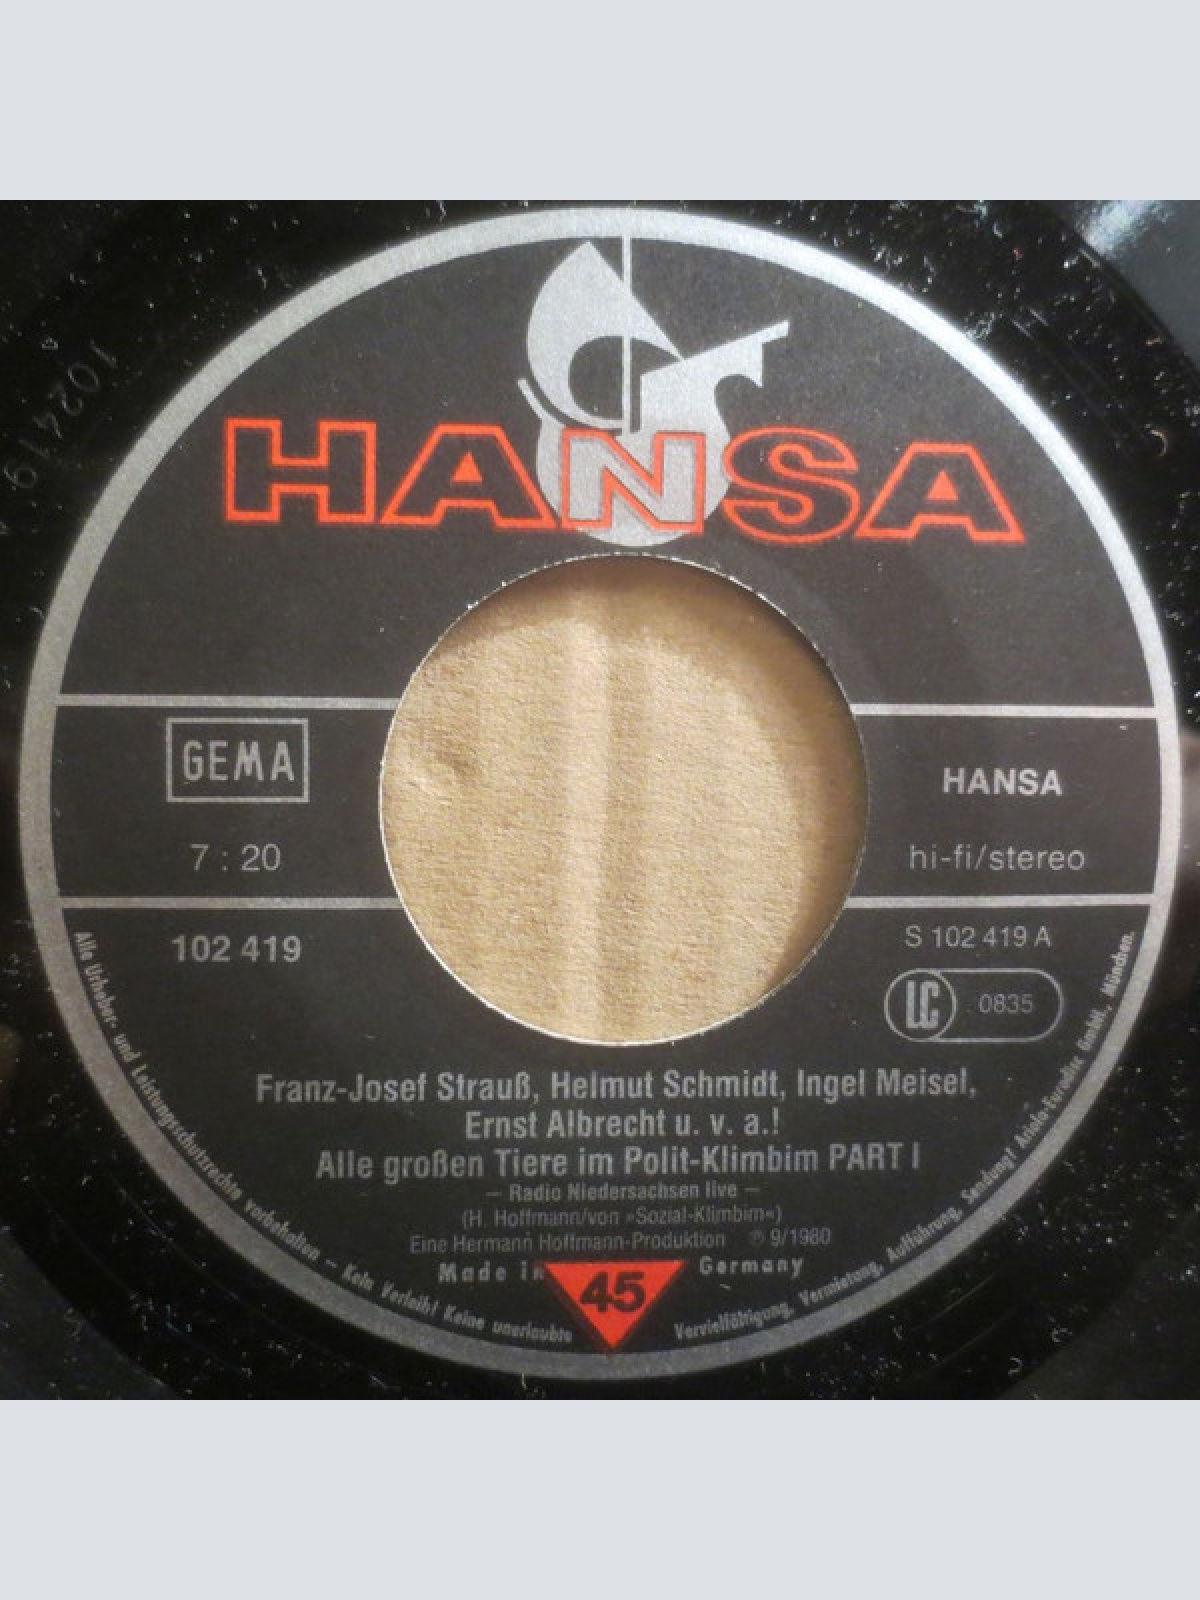 HANSA
GEMA
7 : 20
102 419
HANSA
hi-fi/stereo
S 102 419 A
LC 0835
Franz-Josef Strauß, Helmut Schmidt, Ingel Meisel,
Ernst Albrecht u. v. a.!
Alle großen Tiere im Polit-Klimbim PART I
– Radio Niedersachsen live –
(H. Hoffmann/von »Sozial-Klimbim«)
Eine Hermann Hoffmann-Produktion ℗ 9/1980
Made in Germany
45
Alle Urheber- und Leistungsschutzrechte vorbehalten – Kein Verleih! Keine unerlaubte Vervielfältigung, Vermietung, Aufführung, Sendung! Ariola-Eurodisc GmbH., München.
102419 A